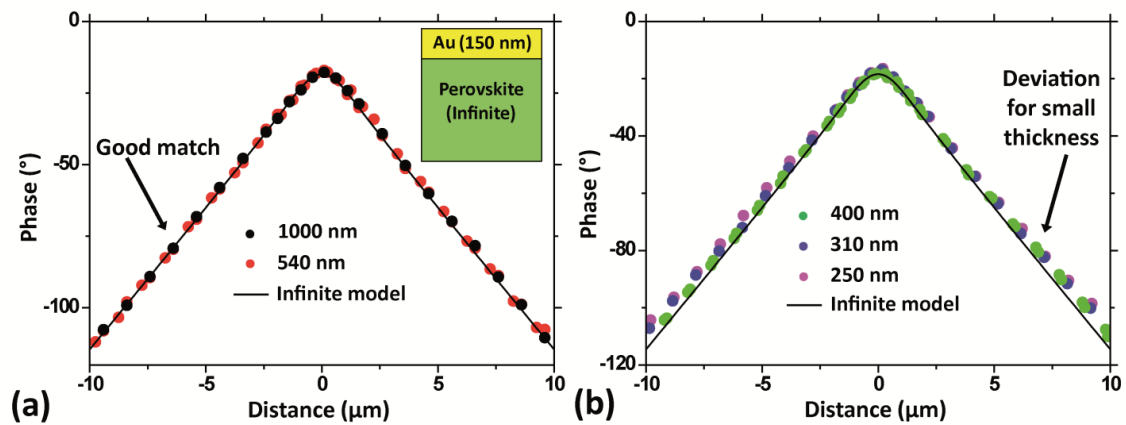 0
-50
-100
Phase (°)
Au (150 nm)
Perovskite
(Infinite)
Good match
1000 nm
540 nm
Infinite model
-10
-5
0
5
10
(a)
Distance (µm)
0
-40
-80
-120
Phase (°)
Deviation
for small
thickness
400 nm
310 nm
250 nm
Infinite model
-10
-5
0
5
10
(b)
Distance (µm)